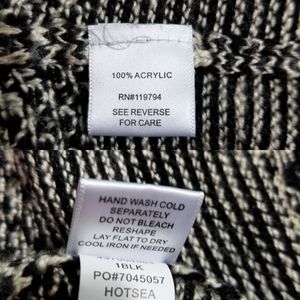 100% ACRYLIC
RN#119794
SEE REVERSE
FOR CARE
HAND WASH COLD
SEPARATELY
DO NOT BLEACH
RESHAPE
LAY FLAT TO DRY
COOL IRON IF NEEDED
1BLK
PO#7045057
HOTSEA